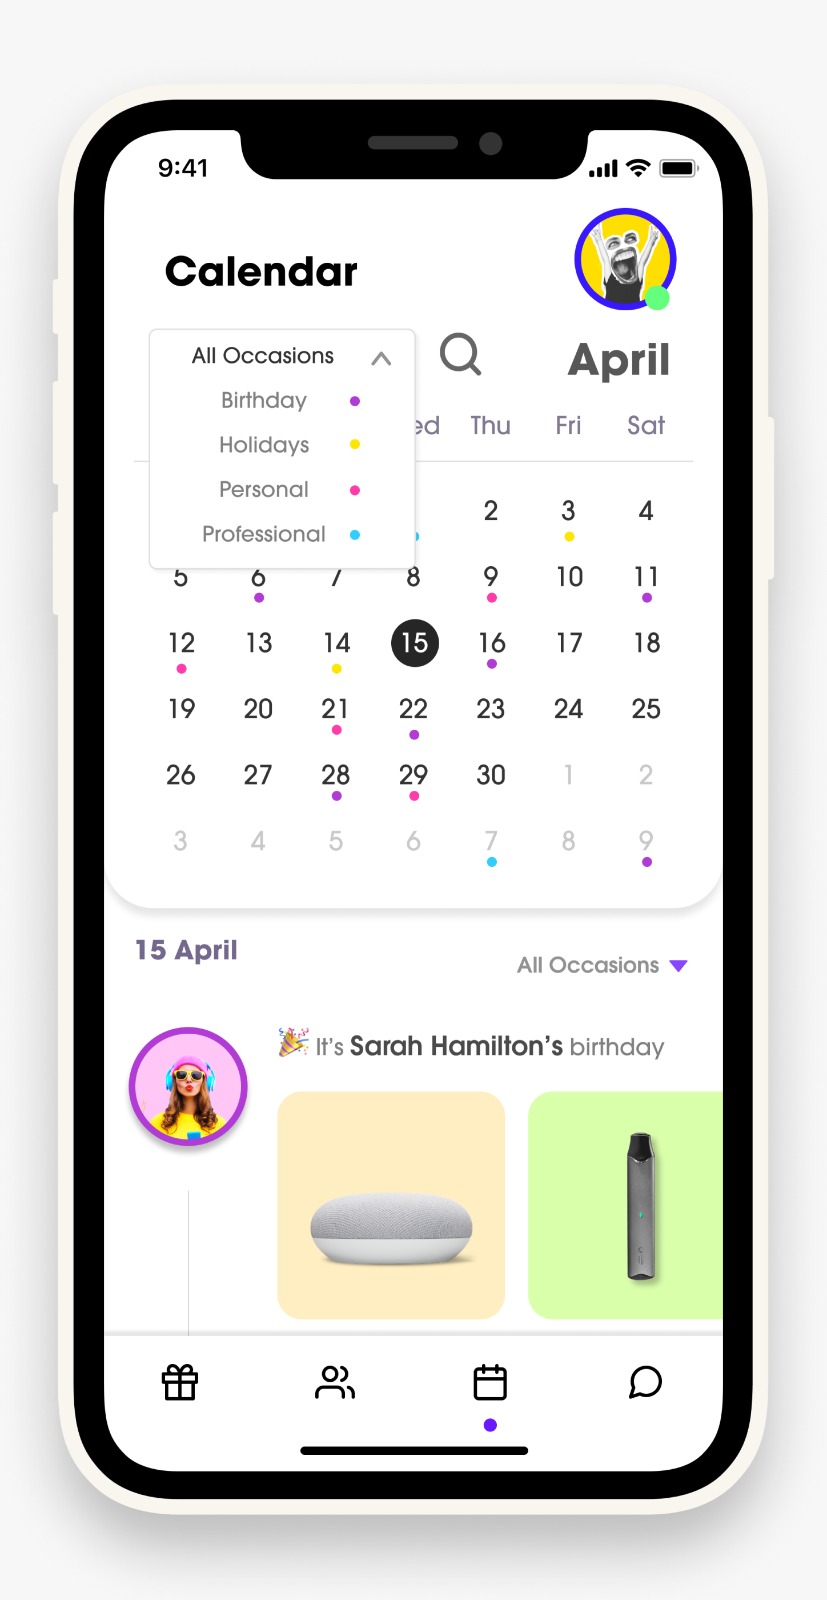 9:41
Calendar
All Occasions
April
Birthday
Holidays
Personal
Professional
ed Thu Fri Sat
2 3 4
5 6 7 8 9 10 11
12 13 14 15 16 17 18
19 20 21 22 23 24 25
26 27 28 29 30 1 2
3 4 5 6 7 8 9
15 April
All Occasions
It's Sarah Hamilton's birthday